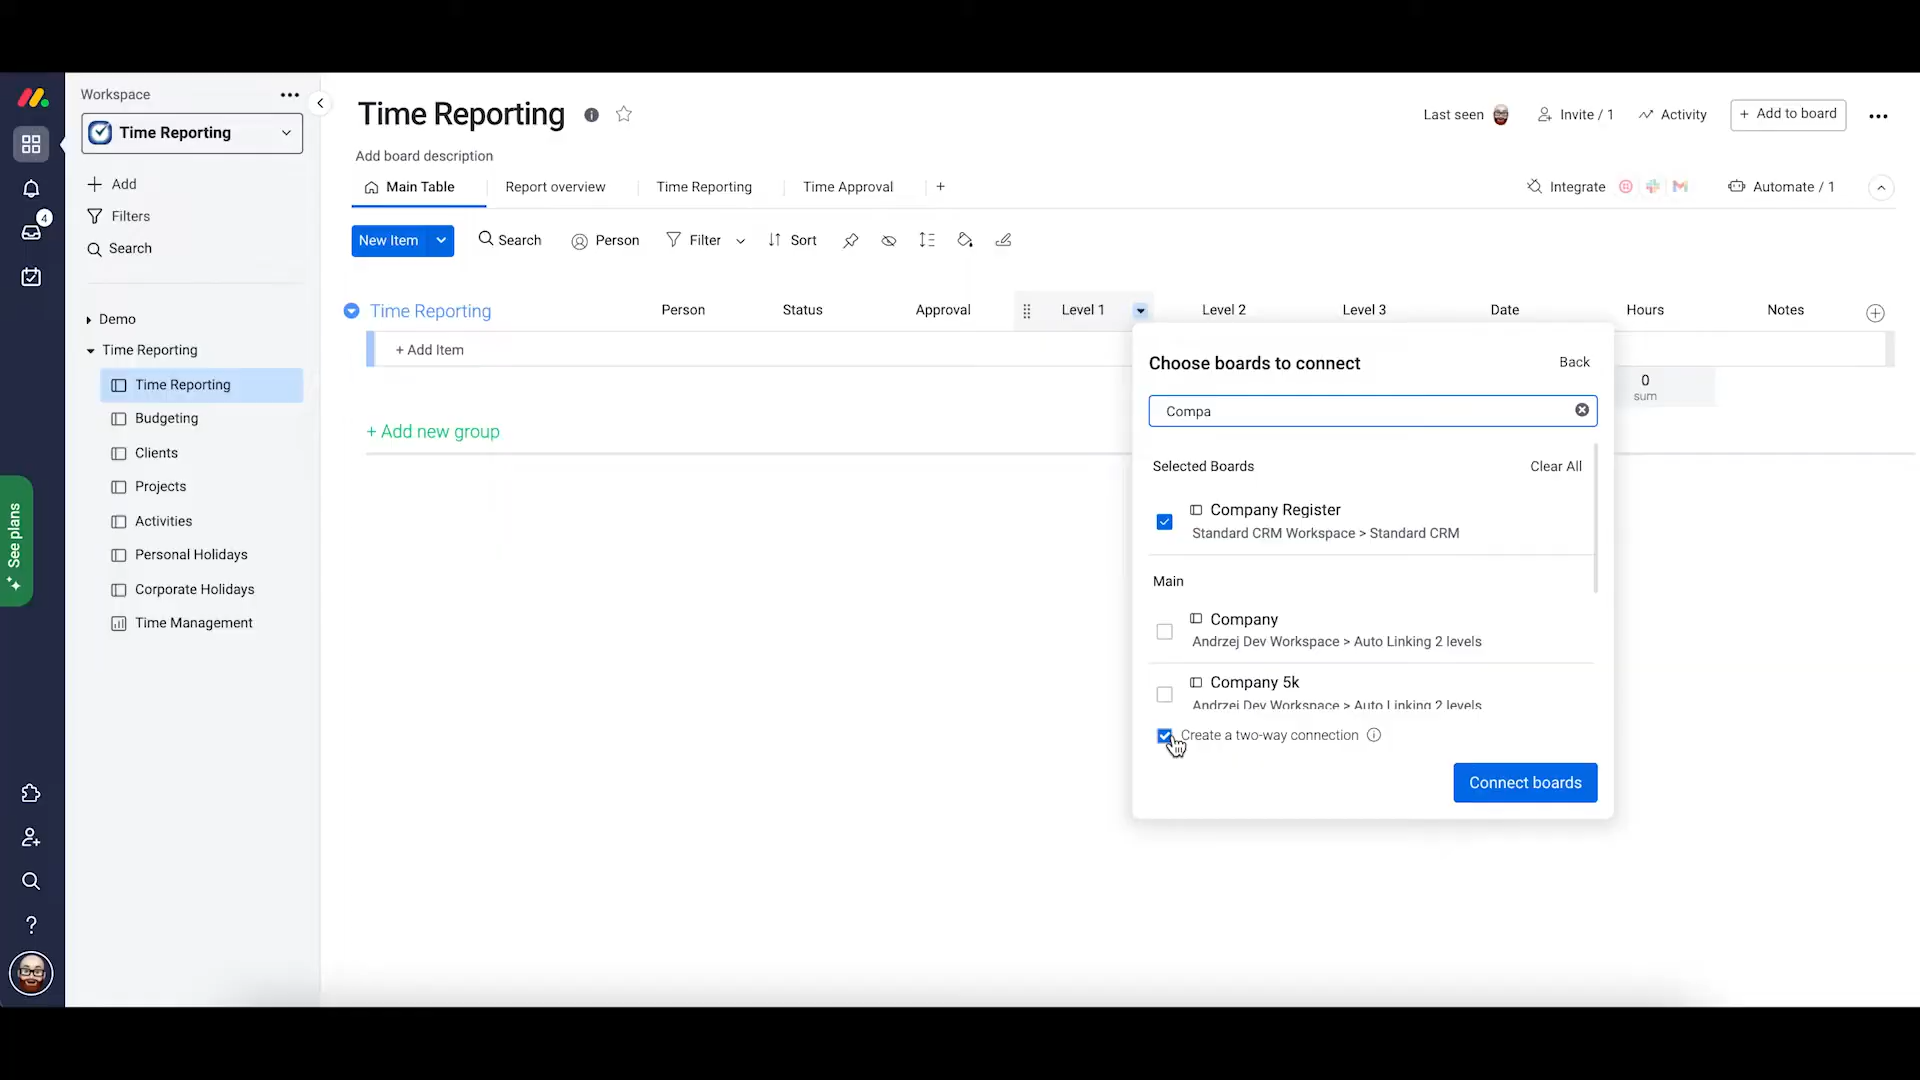 Workspace
Time Reporting
Add
Filters
Search
Demo
Time Reporting
Time Reporting
Budgeting
Clients
Projects
Activities
Personal Holidays
Corporate Holidays
Time Management
4
See plans
Time Reporting
Last seen
Invite / 1
Activity
+ Add to board
Add board description
Main Table
Report overview
Time Reporting
Time Approval
+
Integrate
Automate / 1
New Item
Search
Person
Filter
Sort
Time Reporting
Person
Status
Approval
Level 1
Level 2
Level 3
Date
Hours
Notes
+ Add Item
0
sum
+ Add new group
Choose boards to connect
Back
Compa
Selected Boards
Clear All
Company Register
Standard CRM Workspace > Standard CRM
Main
Company
Andrzej Dev Workspace > Auto Linking 2 levels
Company 5k
Andrzej Dev Workspace > Auto Linking 2 levels
Create a two-way connection
Connect boards